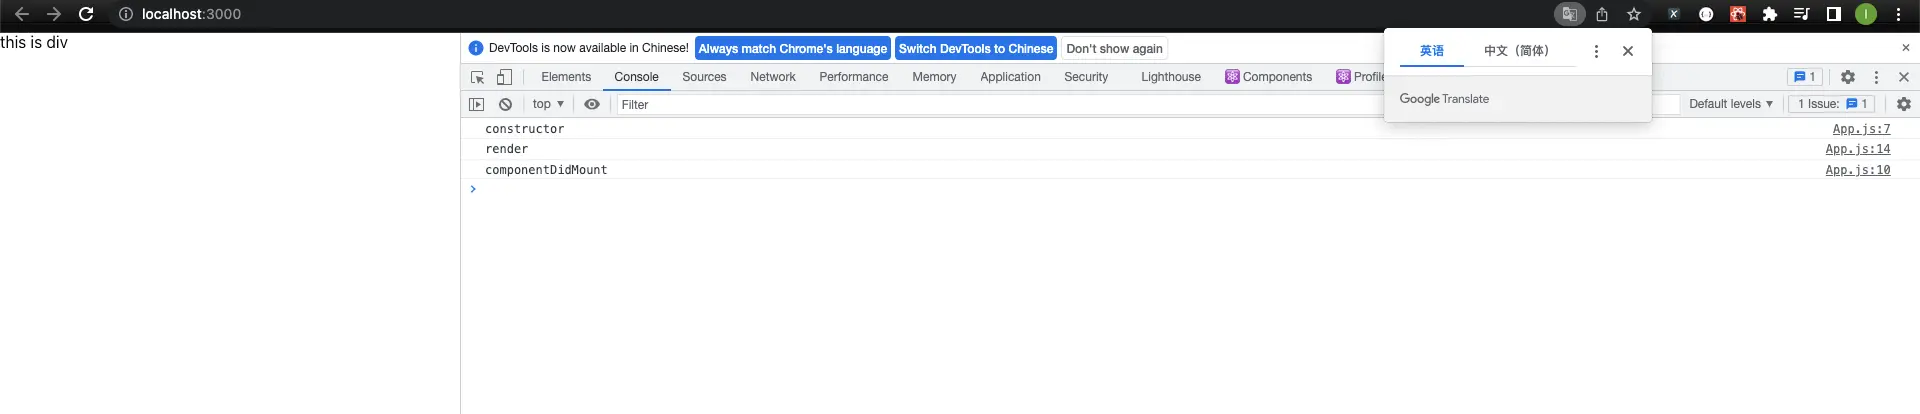 localhost:3000
this is div
DevTools is now available in Chinese! Always match Chrome's language Switch DevTools to Chinese Don't show again
英语 中文（简体）
Elements Console Sources Network Performance Memory Application Security Lighthouse Components Profile 1
top Filter Default levels 1 Issue: 1
Google Translate
constructor App.js:7
render App.js:14
componentDidMount App.js:10